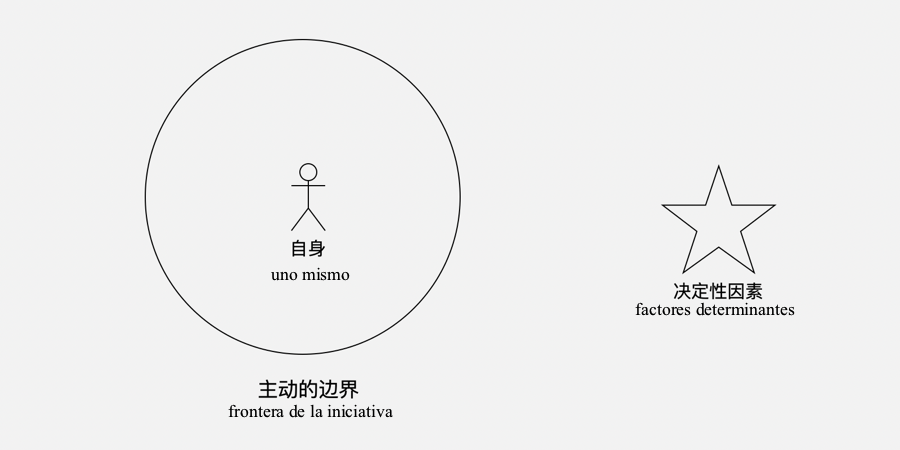 自身
uno mismo
主动的边界
frontera de la iniciativa
决定性因素
factores determinantes